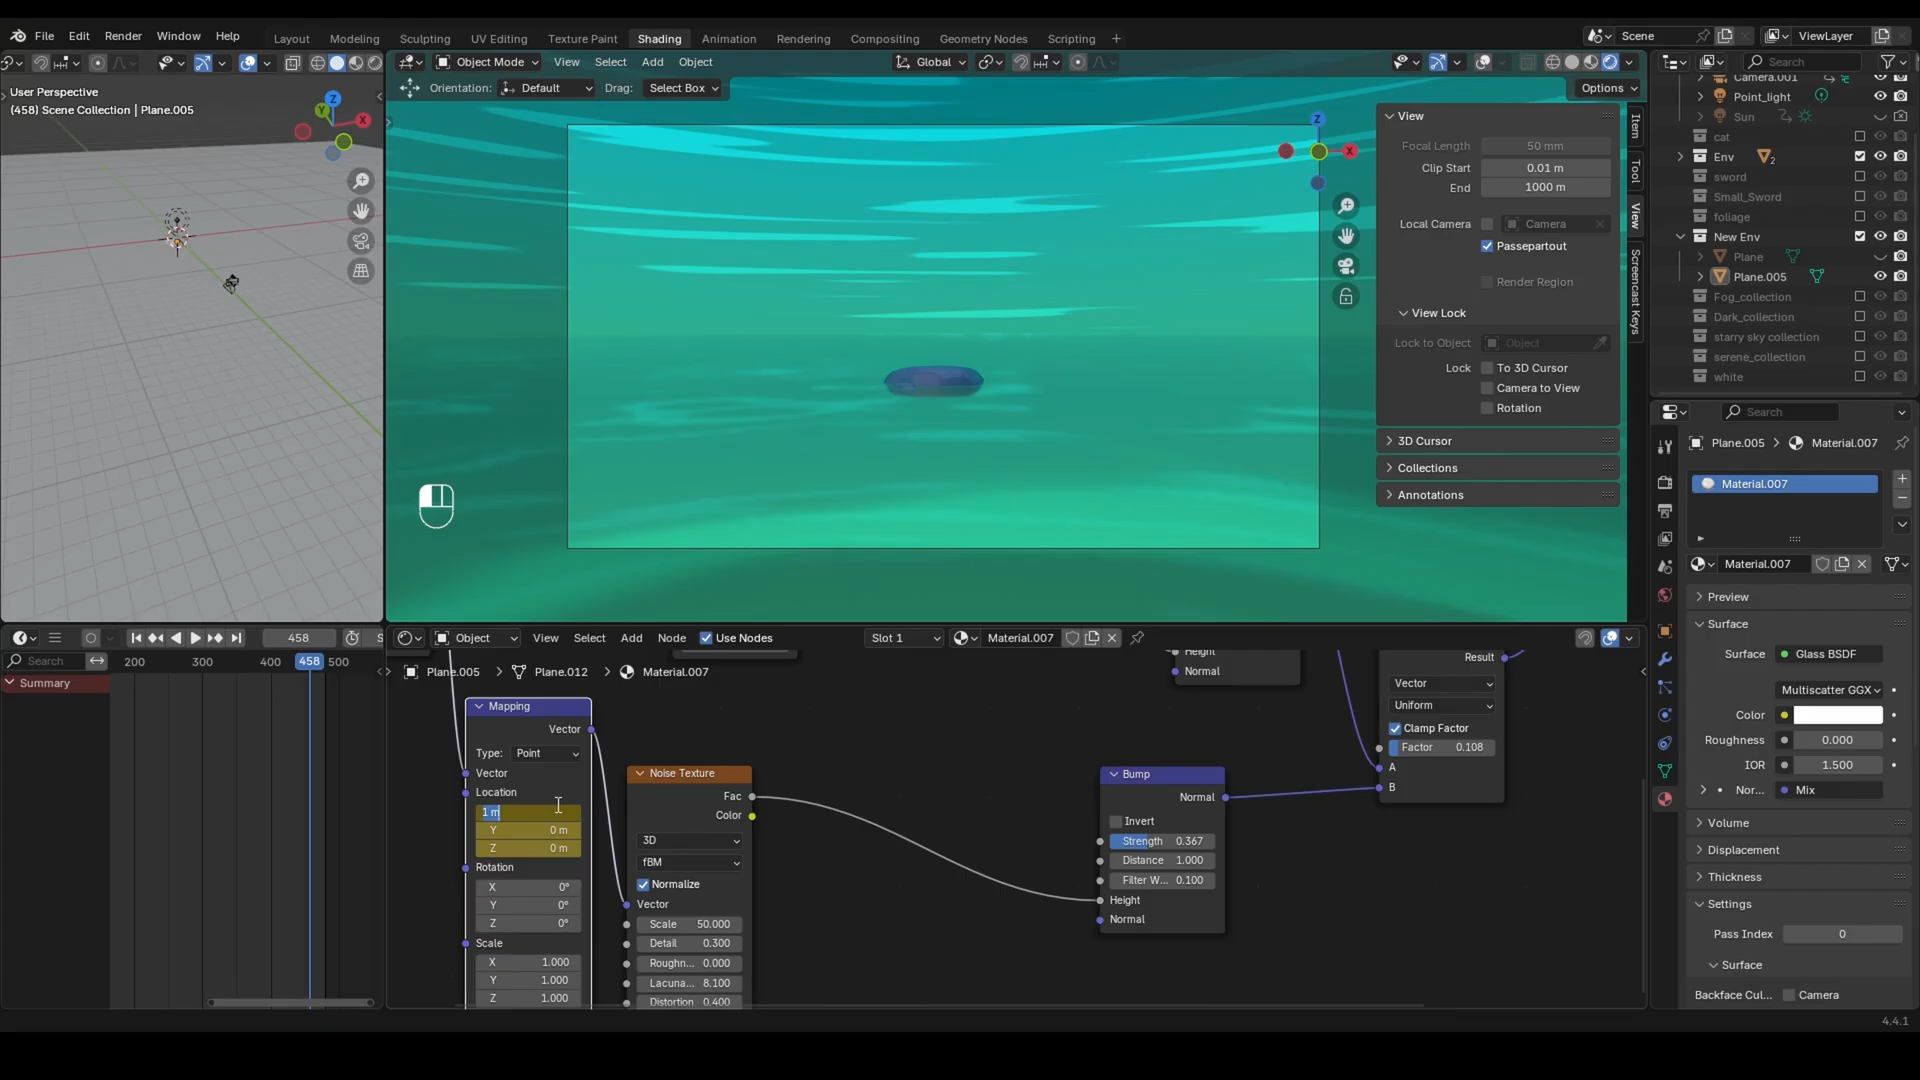 File Edit Render Window Help
Layout Modeling Sculpting UV Editing Texture Paint Shading Animation Rendering Compositing Geometry Nodes Scripting +
Scene
ViewLayer
User Perspective
(458) Scene Collection | Plane.005
Z
Y
X
Object Mode View Select Add Object
Global
Orientation: Default Drag: Select Box
Options
Z
X
View
Focal Length 50 mm
Clip Start 0.01 m
End 1000 m
Local Camera Camera
Passepartout
Render Region
View Lock
Lock to Object Object
Lock To 3D Cursor
Camera to View
Rotation
3D Cursor
Collections
Annotations
Item
Tool
View
Screencast Keys
Search
Camera.001
Point_light
Sun
cat
Env 2
sword
Small_Sword
foliage
New Env
Plane
Plane.005
Fog_collection
Dark_collection
starry sky collection
serene_collection
white
Search
Plane.005 > Material.007
Material.007
Material.007
Preview
Surface
Surface Glass BSDF
Multiscatter GGX
Color
Roughness 0.000
IOR 1.500
Nor... Mix
Volume
Displacement
Thickness
Settings
Pass Index 0
Surface
Backface Cul... Camera
458
Search
200 300 400 458 500
Summary
Object View Select Add Node Use Nodes Slot 1 Material.007
Plane.005 > Plane.012 > Material.007
Mapping
Vector
Type: Point
Vector
Location
1 m
Y 0 m
Z 0 m
Rotation
X 0°
Y 0°
Z 0°
Scale
X 1.000
Y 1.000
Z 1.000
Noise Texture
Fac
Color
3D
fBM
Normalize
Vector
Scale 50.000
Detail 0.300
Roughn... 0.000
Lacuna... 8.100
Distortion 0.400
Height
Normal
Bump
Normal
Invert
Strength 0.367
Distance 1.000
Filter W... 0.100
Height
Normal
Result
Vector
Uniform
Clamp Factor
Factor 0.108
A
B
4.4.1